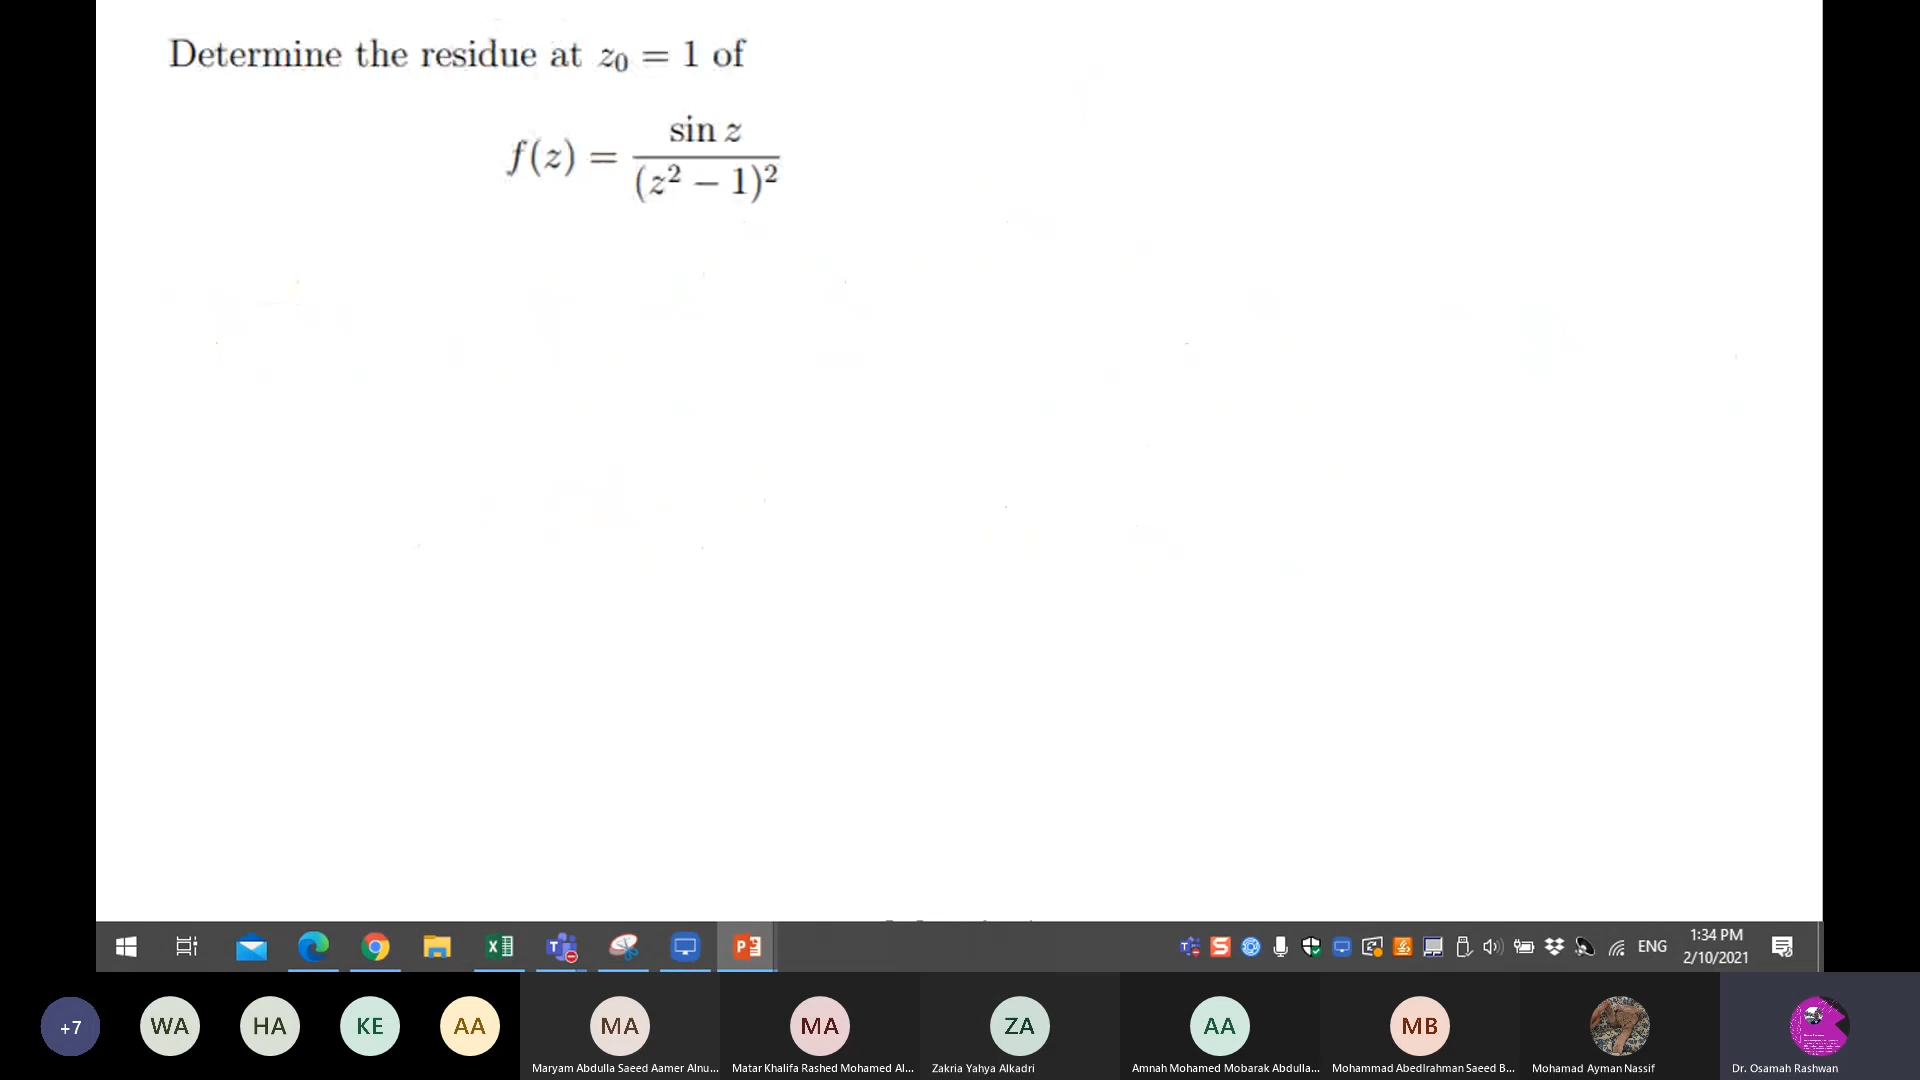 Determine the residue at z₀ = 1 of
f(z) = sin z / (z² − 1)²
ENG
1:34 PM
2/10/2021
+7
WA
HA
KE
AA
MA
MA
ZA
AA
MB
Maryam Abdulla Saeed Aamer Alnu...
Matar Khalifa Rashed Mohamed Al...
Zakria Yahya Alkadri
Amnah Mohamed Mobarak Abdulla...
Mohammad Abedlrahman Saeed B...
Mohamad Ayman Nassif
Dr. Osamah Rashwan